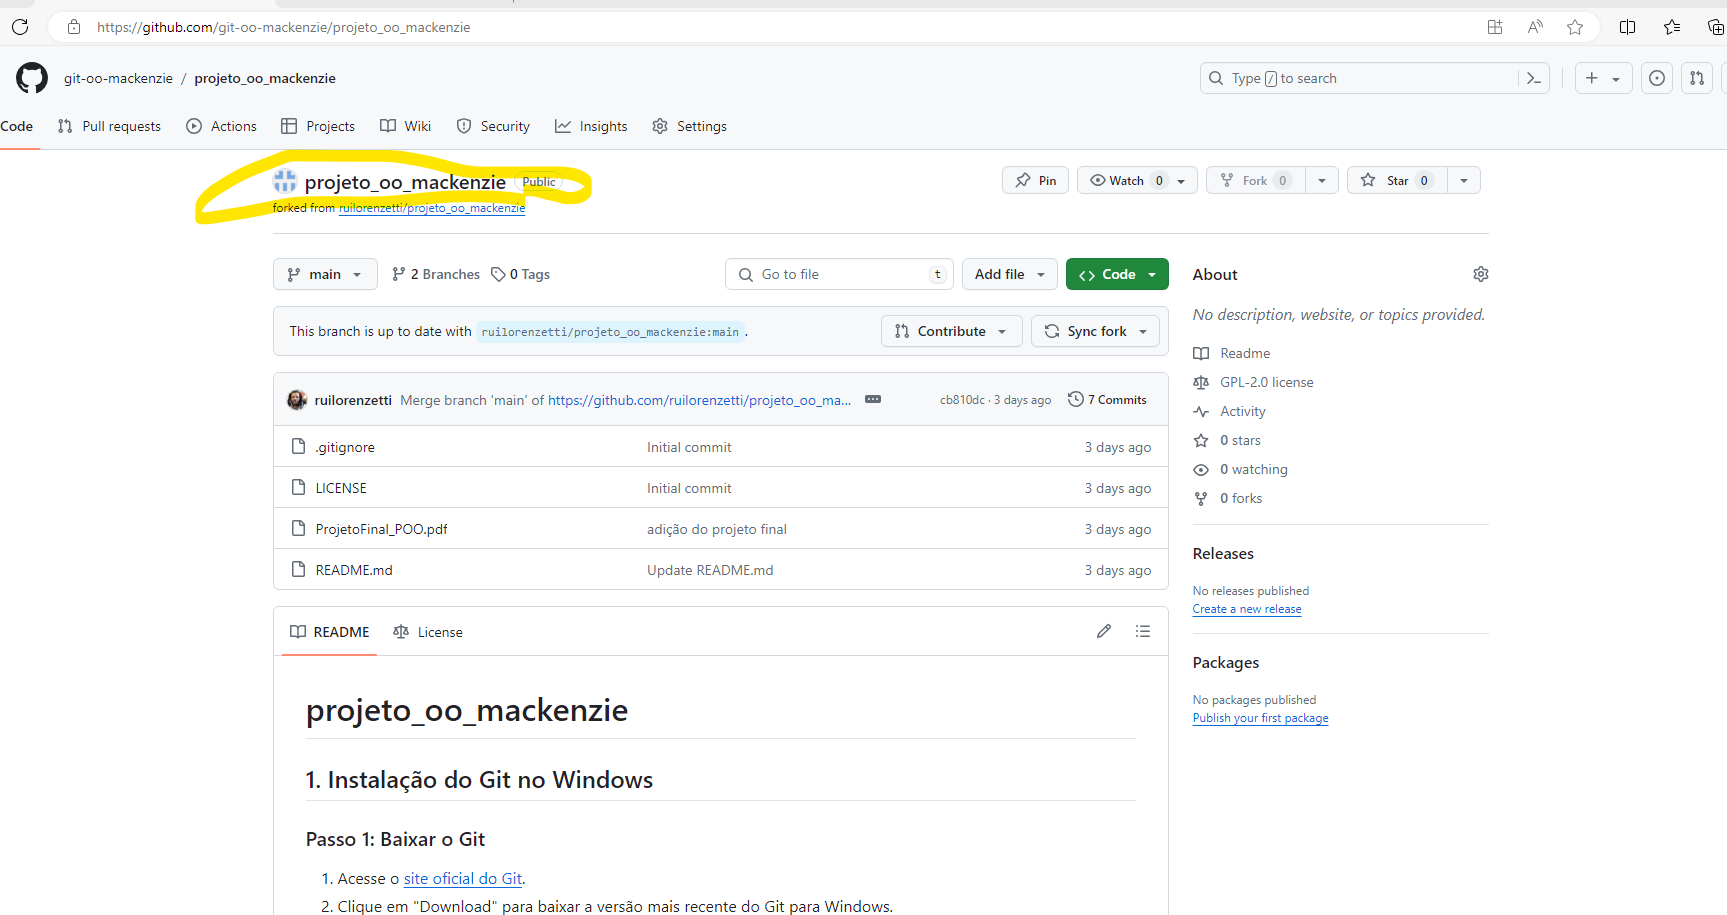 https://github.com/git-oo-mackenzie/projeto_oo_mackenzie
git-oo-mackenzie / projeto_oo_mackenzie
Type / to search
Code Pull requests Actions Projects Wiki Security Insights Settings
projeto_oo_mackenzie Public
Pin Watch 0 Fork 0 Star 0
forked from ruilorenzetti/projeto_oo_mackenzie
main 2 Branches 0 Tags Go to file t Add file Code
About
No description, website, or topics provided.
This branch is up to date with ruilorenzetti/projeto_oo_mackenzie:main. Contribute Sync fork
Readme
GPL-2.0 license
ruilorenzetti Merge branch 'main' of https://github.com/ruilorenzetti/projeto_oo_ma... cb810dc · 3 days ago 7 Commits
Activity
.gitignore Initial commit 3 days ago
0 stars
0 watching
LICENSE Initial commit 3 days ago
0 forks
ProjetoFinal_POO.pdf adição do projeto final 3 days ago
Releases
README.md Update README.md 3 days ago
No releases published
Create a new release
README License
Packages
No packages published
Publish your first package
projeto_oo_mackenzie
1. Instalação do Git no Windows
Passo 1: Baixar o Git
1. Acesse o site oficial do Git.
2. Clique em "Download" para baixar a versão mais recente do Git para Windows.